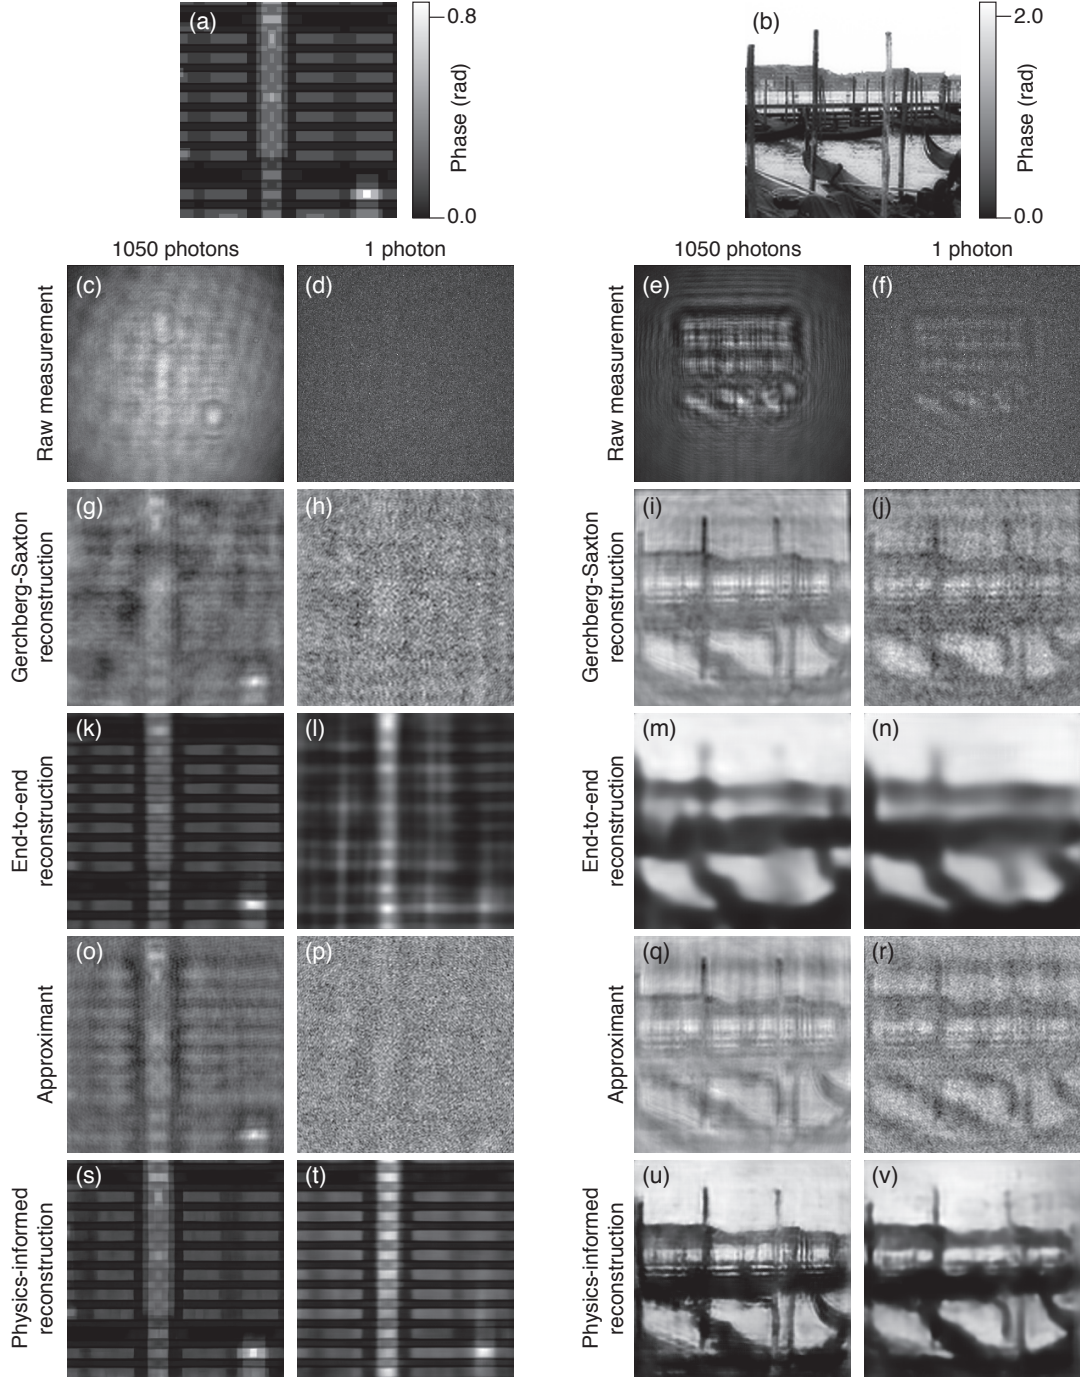 (a)
0.8
Phase (rad)
0.0
(b)
2.0
Phase (rad)
0.0
1050 photons
1 photon
1050 photons
1 photon
Raw measurement
(c)
(d)
Raw measurement
(e)
(f)
Gerchberg-Saxton
reconstruction
(g)
(h)
Gerchberg-Saxton
reconstruction
(i)
(j)
End-to-end
reconstruction
(k)
(l)
End-to-end
reconstruction
(m)
(n)
Approximant
(o)
(p)
Approximant
(q)
(r)
Physics-informed
reconstruction
(s)
(t)
Physics-informed
reconstruction
(u)
(v)